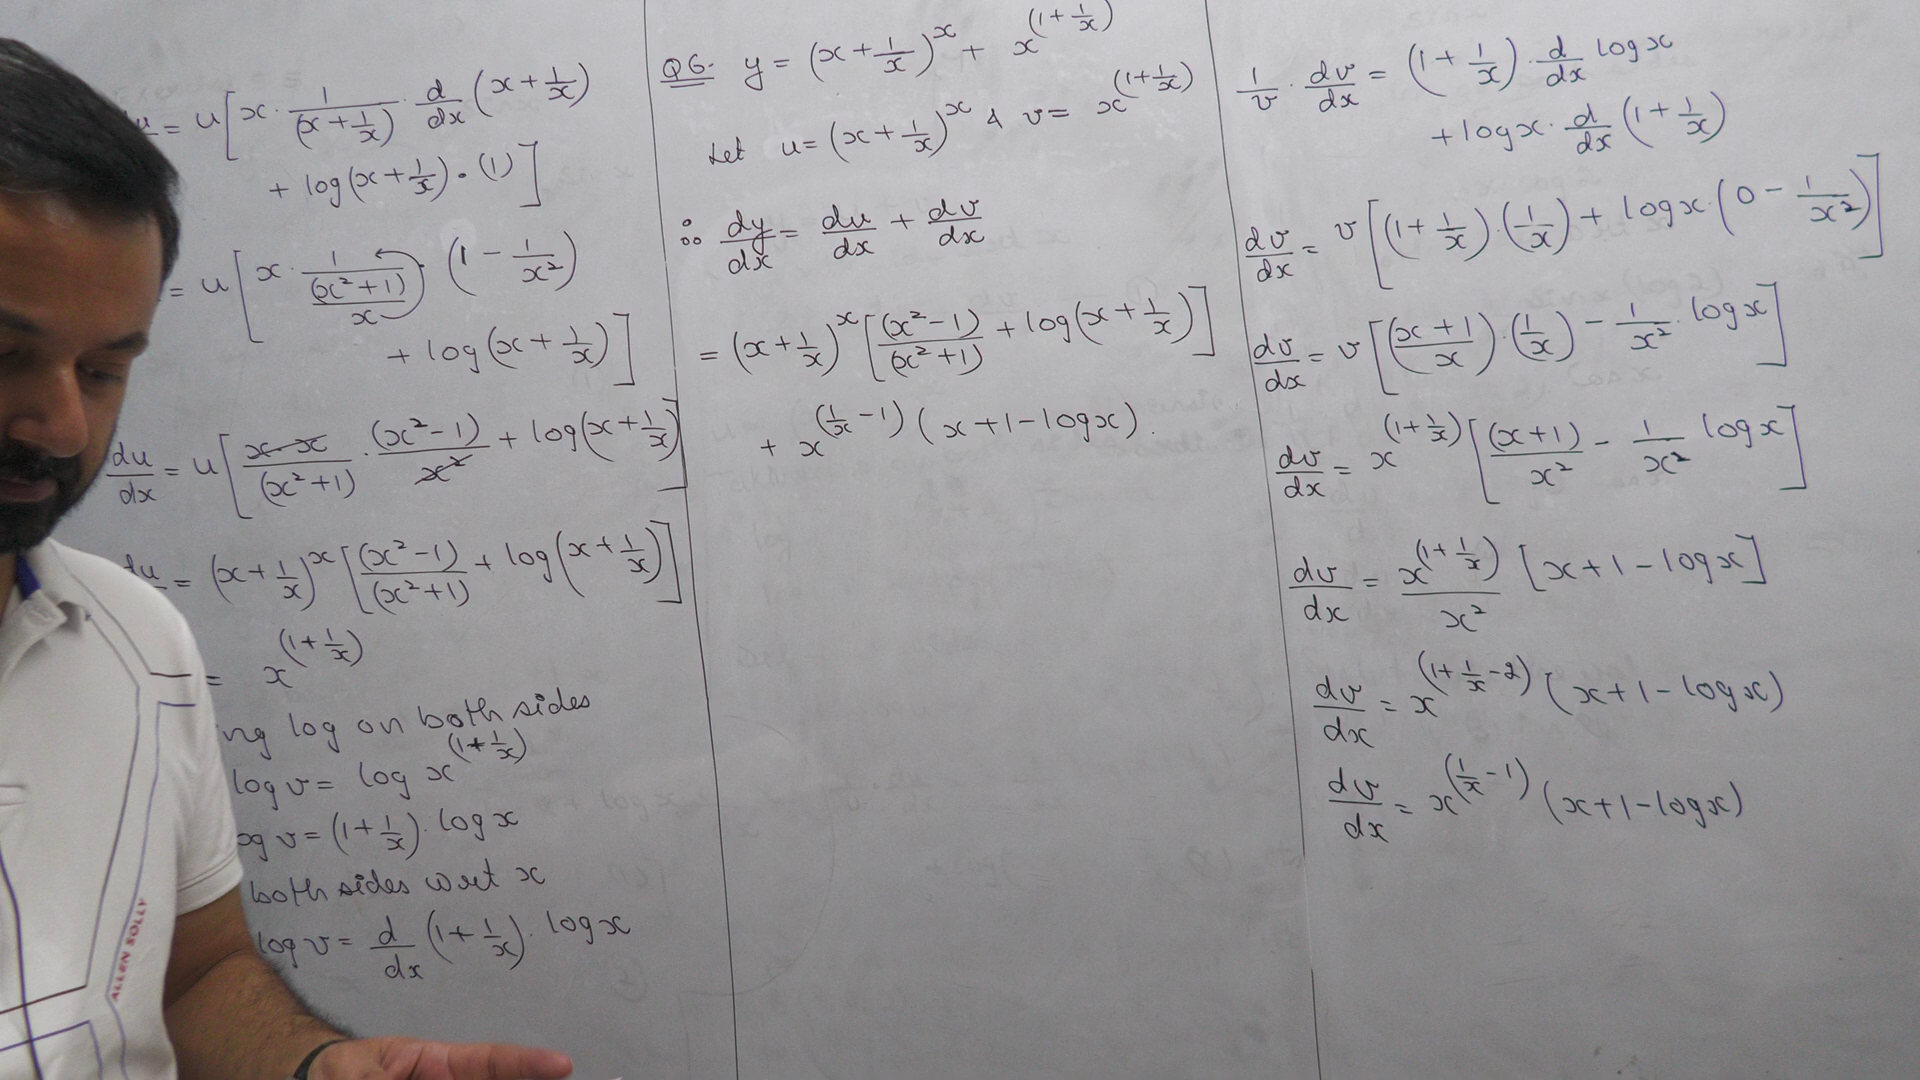 = u[x · 1/(x + 1/x) · d/dx (x + 1/x)
+ log(x + 1/x) · (1)]
= u[x · 1/((x² + 1)/x) · (1 − 1/x²)
+ log(x + 1/x)]
du/dx = u[x·x/(x² + 1) · (x² − 1)/x² + log(x + 1/x)]
du = (x + 1/x)^x [(x² − 1)/(x² + 1) + log(x + 1/x)]
= x^(1 + 1/x)
log on both sides
log v = log x^(1 + 1/x)
v = (1 + 1/x) · log x
both sides wrt x
log v = d/dx (1 + 1/x) · log x
ALLEN SOLLY
Q6. y = (x + 1/x)^x + x^(1 + 1/x)
Let u = (x + 1/x)^x & v = x^(1 + 1/x)
∴ dy/dx = du/dx + dv/dx
= (x + 1/x)^x [(x² − 1)/(x² + 1) + log(x + 1/x)]
+ x^(1/x − 1) (x + 1 − log x).
1/v · dv/dx = (1 + 1/x) · d/dx log x
+ log x · d/dx (1 + 1/x)
dv/dx = v[(1 + 1/x) · (1/x) + log x · (0 − 1/x²)]
dv/dx = v[((x + 1)/x) · (1/x) − 1/x² · log x]
dv/dx = x^(1 + 1/x) [(x + 1)/x² − 1/x² log x]
dv/dx = x^(1 + 1/x)/x² [x + 1 − log x]
dv/dx = x^(1 + 1/x − 2) (x + 1 − log x)
dv/dx = x^(1/x − 1) (x + 1 − log x)